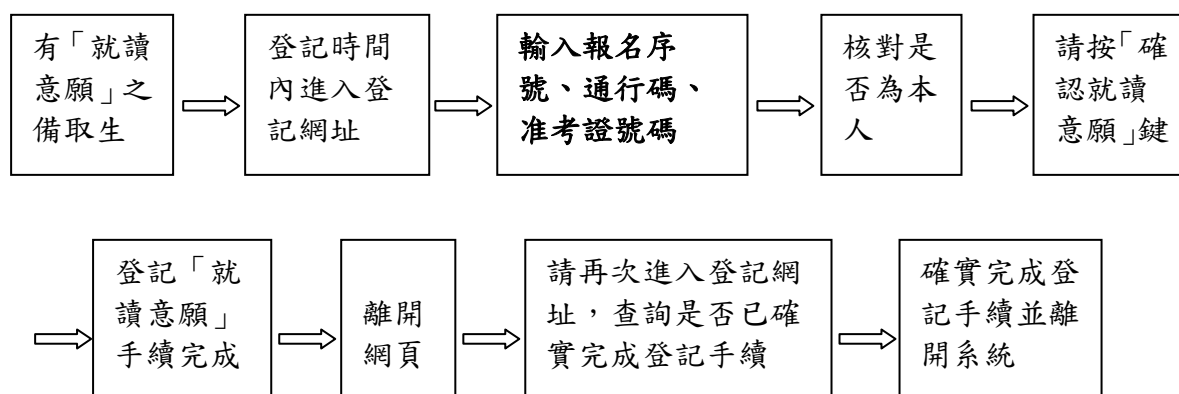 有「就讀
意願」之
備取生
登記時間
內進入登
記網址
輸入報名序
號、通行碼、
准考證號碼
核對是
否為本
人
請按「確
認就讀
意願」鍵
登記「就
讀意願」
手續完成
離開
網頁
請再次進入登記網
址，查詢是否已確
實完成登記手續
確實完成登
記手續並離
開系統